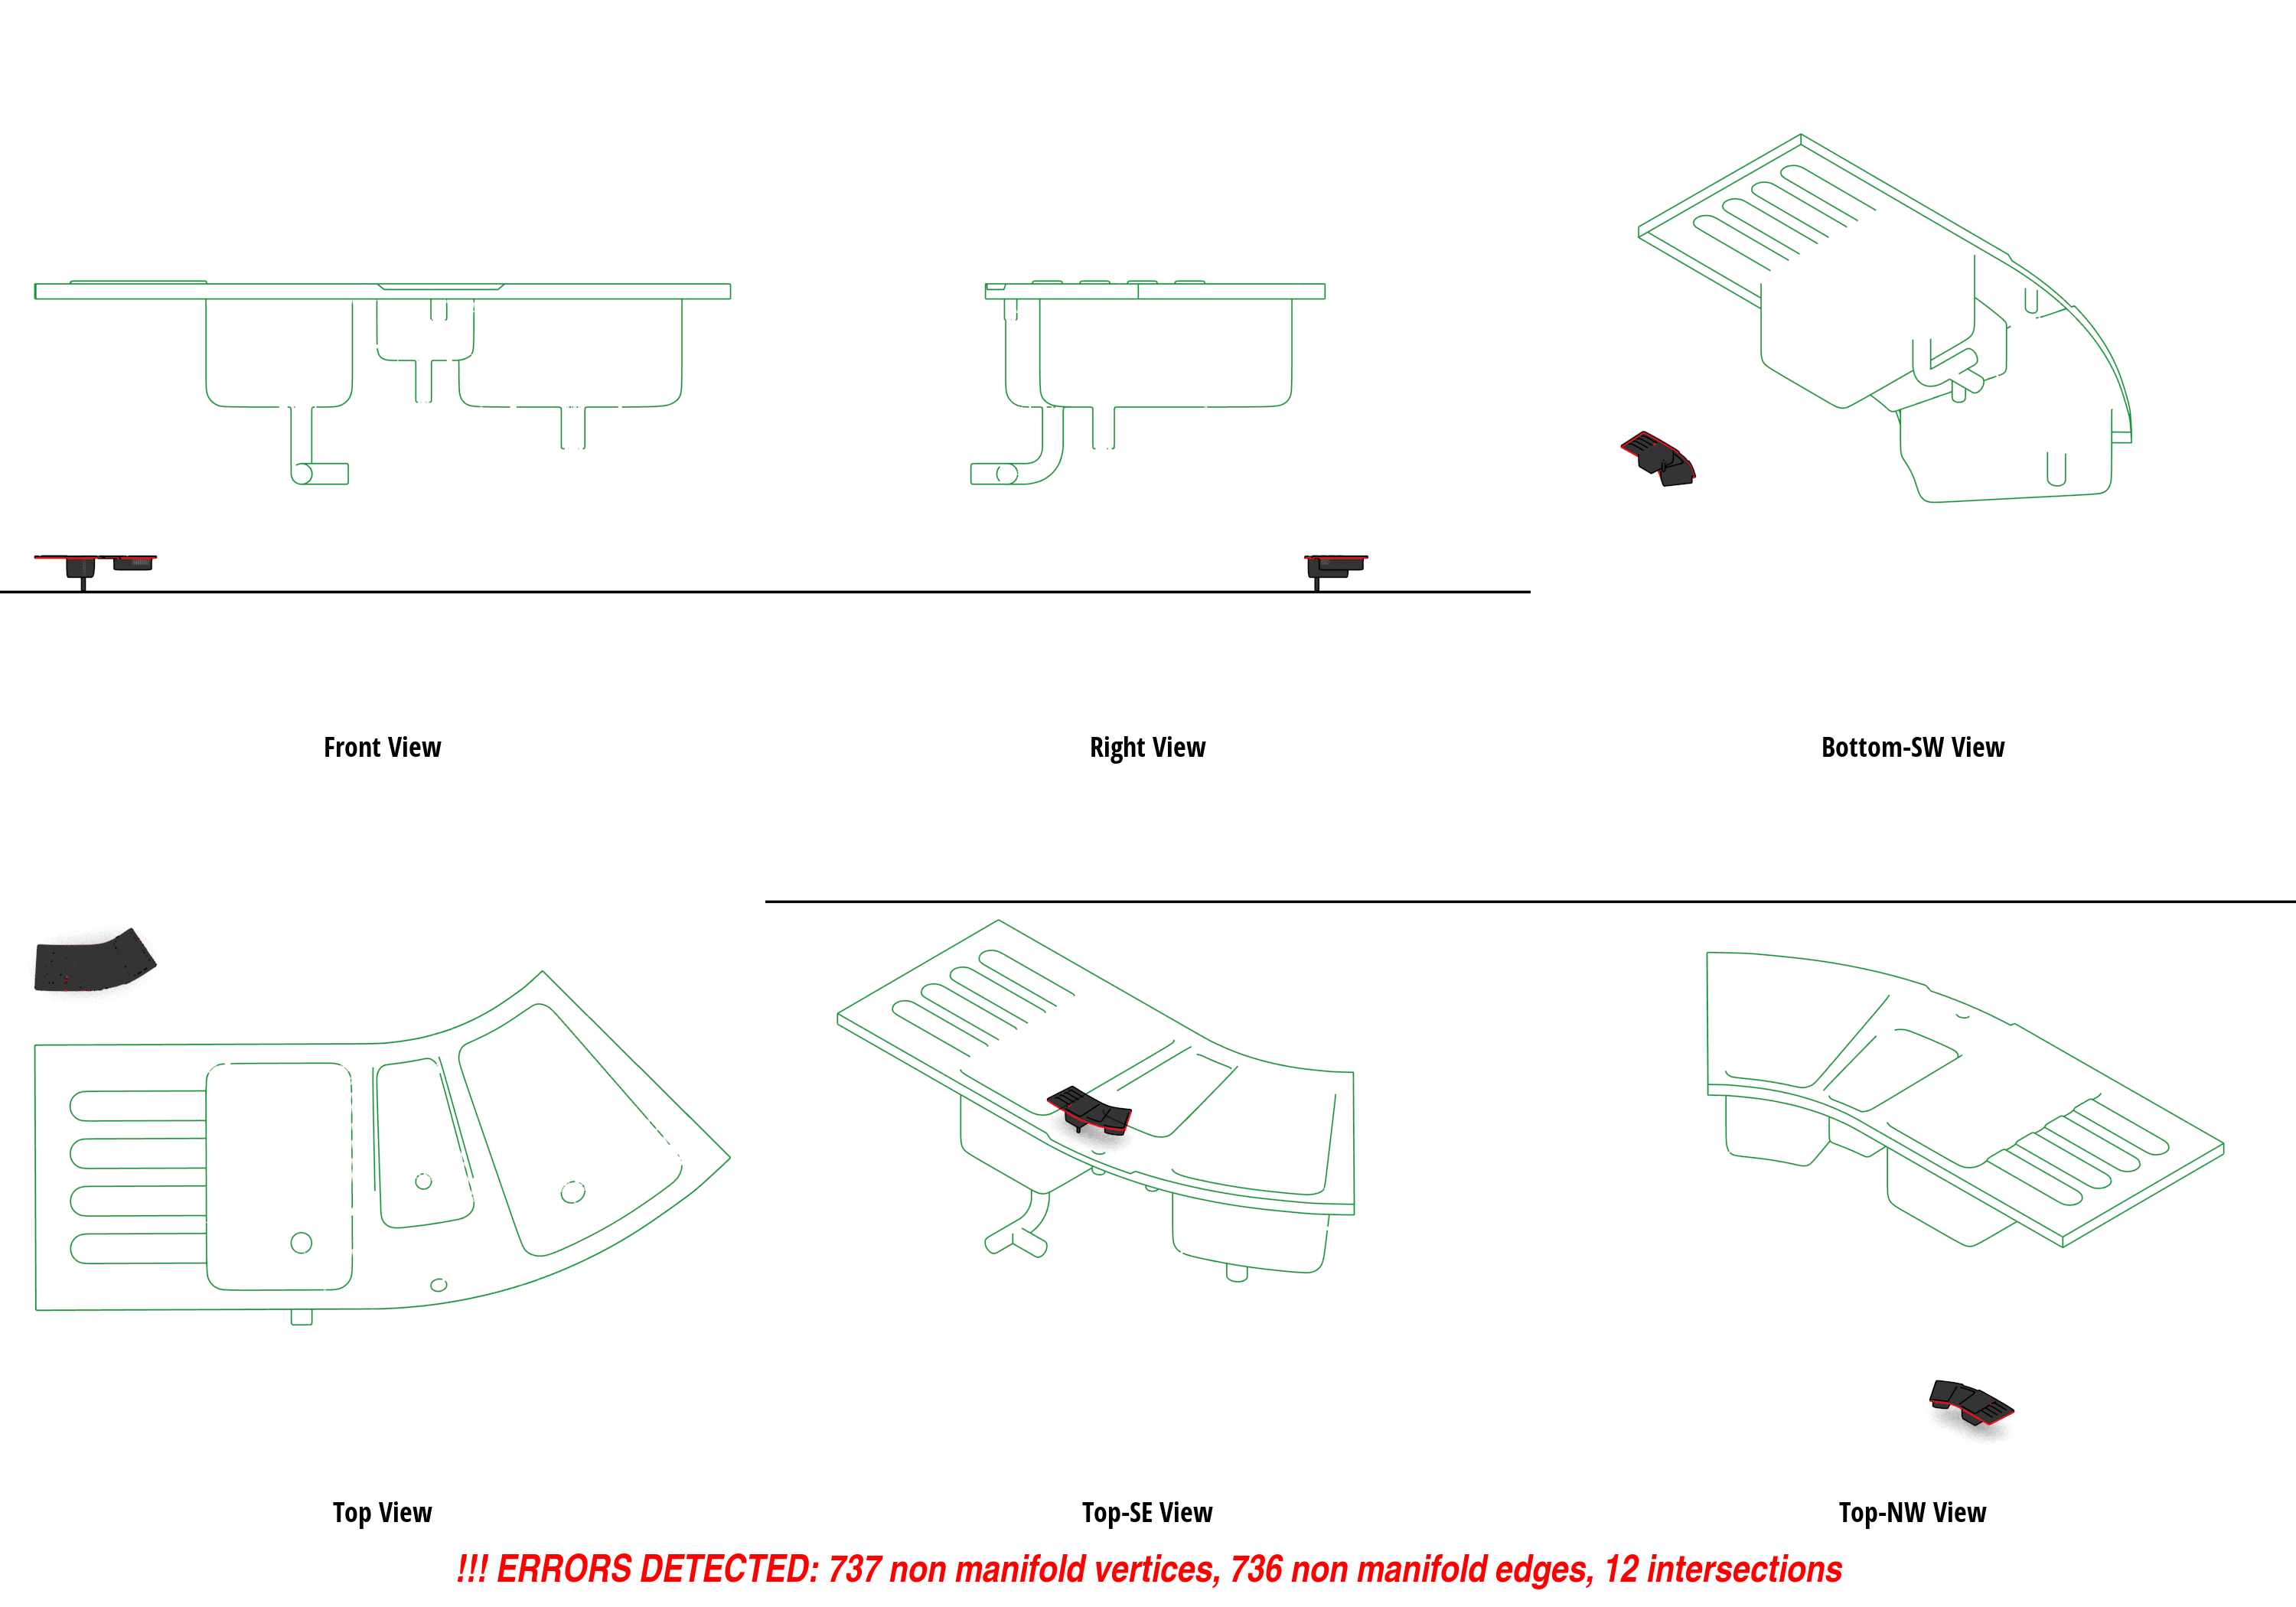 Front View
Right View
Bottom-SW View
Top View
Top-SE View
Top-NW View
!!! ERRORS DETECTED: 737 non manifold vertices, 736 non manifold edges, 12 intersections